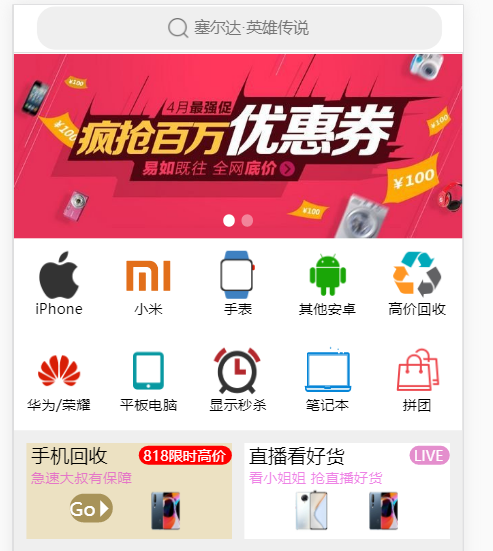 塞尔达·英雄传说
4月最强促
疯抢百万优惠券
易如既往 全网底价
¥100
¥100
¥100
¥100
¥100
iPhone
小米
手表
其他安卓
高价回收
华为/荣耀
平板电脑
显示秒杀
笔记本
拼团
手机回收
818限时高价
急速大叔有保障
Go
直播看好货
LIVE
看小姐姐 抢直播好货